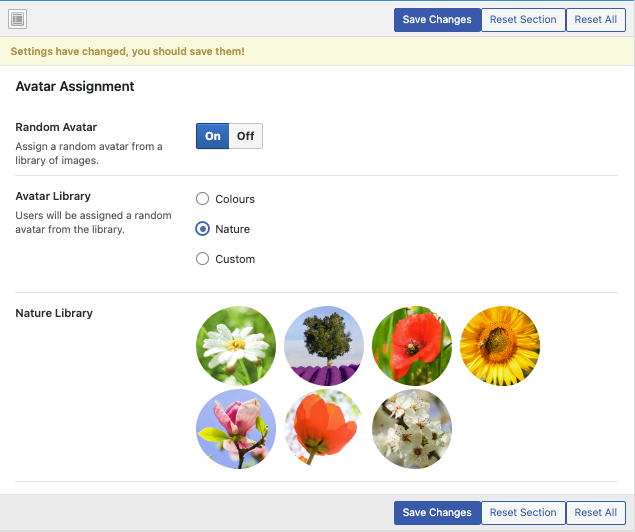 Save Changes Reset Section Reset All
Settings have changed, you should save them!
Avatar Assignment
Random Avatar
Assign a random avatar from a
library of images.
On Off
Avatar Library
Users will be assigned a random
avatar from the library.
Colours
Nature
Custom
Nature Library
Save Changes Reset Section Reset All